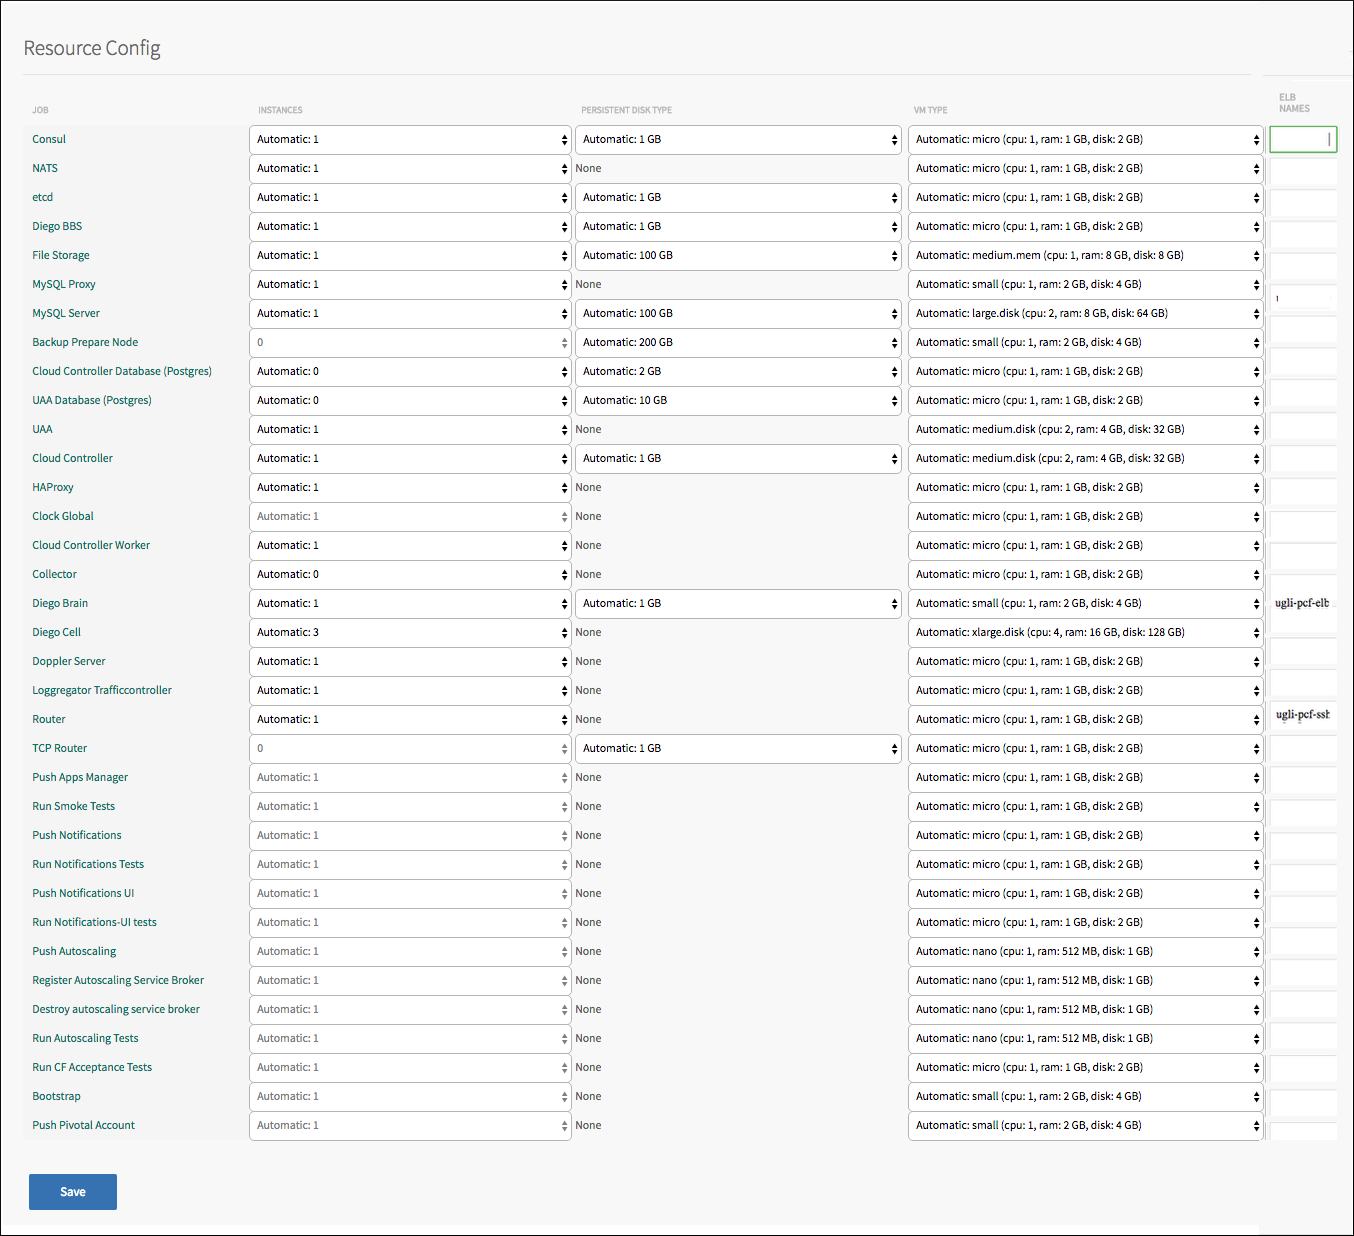 Resource Config
JOB INSTANCES PERSISTENT DISK TYPE VM TYPE ELB NAMES
Consul Automatic: 1 Automatic: 1 GB Automatic: micro (cpu: 1, ram: 1 GB, disk: 2 GB)
NATS Automatic: 1 None Automatic: micro (cpu: 1, ram: 1 GB, disk: 2 GB)
etcd Automatic: 1 Automatic: 1 GB Automatic: micro (cpu: 1, ram: 1 GB, disk: 2 GB)
Diego BBS Automatic: 1 Automatic: 1 GB Automatic: micro (cpu: 1, ram: 1 GB, disk: 2 GB)
File Storage Automatic: 1 Automatic: 100 GB Automatic: medium.mem (cpu: 1, ram: 8 GB, disk: 8 GB)
MySQL Proxy Automatic: 1 None Automatic: small (cpu: 1, ram: 2 GB, disk: 4 GB)
MySQL Server Automatic: 1 Automatic: 100 GB Automatic: large.disk (cpu: 2, ram: 8 GB, disk: 64 GB)
Backup Prepare Node 0 Automatic: 200 GB Automatic: small (cpu: 1, ram: 2 GB, disk: 4 GB)
Cloud Controller Database (Postgres) Automatic: 0 Automatic: 2 GB Automatic: micro (cpu: 1, ram: 1 GB, disk: 2 GB)
UAA Database (Postgres) Automatic: 0 Automatic: 10 GB Automatic: micro (cpu: 1, ram: 1 GB, disk: 2 GB)
UAA Automatic: 1 None Automatic: medium.disk (cpu: 2, ram: 4 GB, disk: 32 GB)
Cloud Controller Automatic: 1 Automatic: 1 GB Automatic: medium.disk (cpu: 2, ram: 4 GB, disk: 32 GB)
HAProxy Automatic: 1 None Automatic: micro (cpu: 1, ram: 1 GB, disk: 2 GB)
Clock Global Automatic: 1 None Automatic: micro (cpu: 1, ram: 1 GB, disk: 2 GB)
Cloud Controller Worker Automatic: 1 None Automatic: micro (cpu: 1, ram: 1 GB, disk: 2 GB)
Collector Automatic: 0 None Automatic: micro (cpu: 1, ram: 1 GB, disk: 2 GB)
Diego Brain Automatic: 1 Automatic: 1 GB Automatic: small (cpu: 1, ram: 2 GB, disk: 4 GB) ugli-pcf-elb
Diego Cell Automatic: 3 None Automatic: xlarge.disk (cpu: 4, ram: 16 GB, disk: 128 GB)
Doppler Server Automatic: 1 None Automatic: micro (cpu: 1, ram: 1 GB, disk: 2 GB)
Loggregator Trafficcontroller Automatic: 1 None Automatic: micro (cpu: 1, ram: 1 GB, disk: 2 GB)
Router Automatic: 1 None Automatic: micro (cpu: 1, ram: 1 GB, disk: 2 GB) ugli-pcf-ssh
TCP Router 0 Automatic: 1 GB Automatic: micro (cpu: 1, ram: 1 GB, disk: 2 GB)
Push Apps Manager Automatic: 1 None Automatic: micro (cpu: 1, ram: 1 GB, disk: 2 GB)
Run Smoke Tests Automatic: 1 None Automatic: micro (cpu: 1, ram: 1 GB, disk: 2 GB)
Push Notifications Automatic: 1 None Automatic: micro (cpu: 1, ram: 1 GB, disk: 2 GB)
Run Notifications Tests Automatic: 1 None Automatic: micro (cpu: 1, ram: 1 GB, disk: 2 GB)
Push Notifications UI Automatic: 1 None Automatic: micro (cpu: 1, ram: 1 GB, disk: 2 GB)
Run Notifications-UI tests Automatic: 1 None Automatic: micro (cpu: 1, ram: 1 GB, disk: 2 GB)
Push Autoscaling Automatic: 1 None Automatic: nano (cpu: 1, ram: 512 MB, disk: 1 GB)
Register Autoscaling Service Broker Automatic: 1 None Automatic: nano (cpu: 1, ram: 512 MB, disk: 1 GB)
Destroy autoscaling service broker Automatic: 1 None Automatic: nano (cpu: 1, ram: 512 MB, disk: 1 GB)
Run Autoscaling Tests Automatic: 1 None Automatic: nano (cpu: 1, ram: 512 MB, disk: 1 GB)
Run CF Acceptance Tests Automatic: 1 None Automatic: micro (cpu: 1, ram: 1 GB, disk: 2 GB)
Bootstrap Automatic: 1 None Automatic: small (cpu: 1, ram: 2 GB, disk: 4 GB)
Push Pivotal Account Automatic: 1 None Automatic: small (cpu: 1, ram: 2 GB, disk: 4 GB)
Save